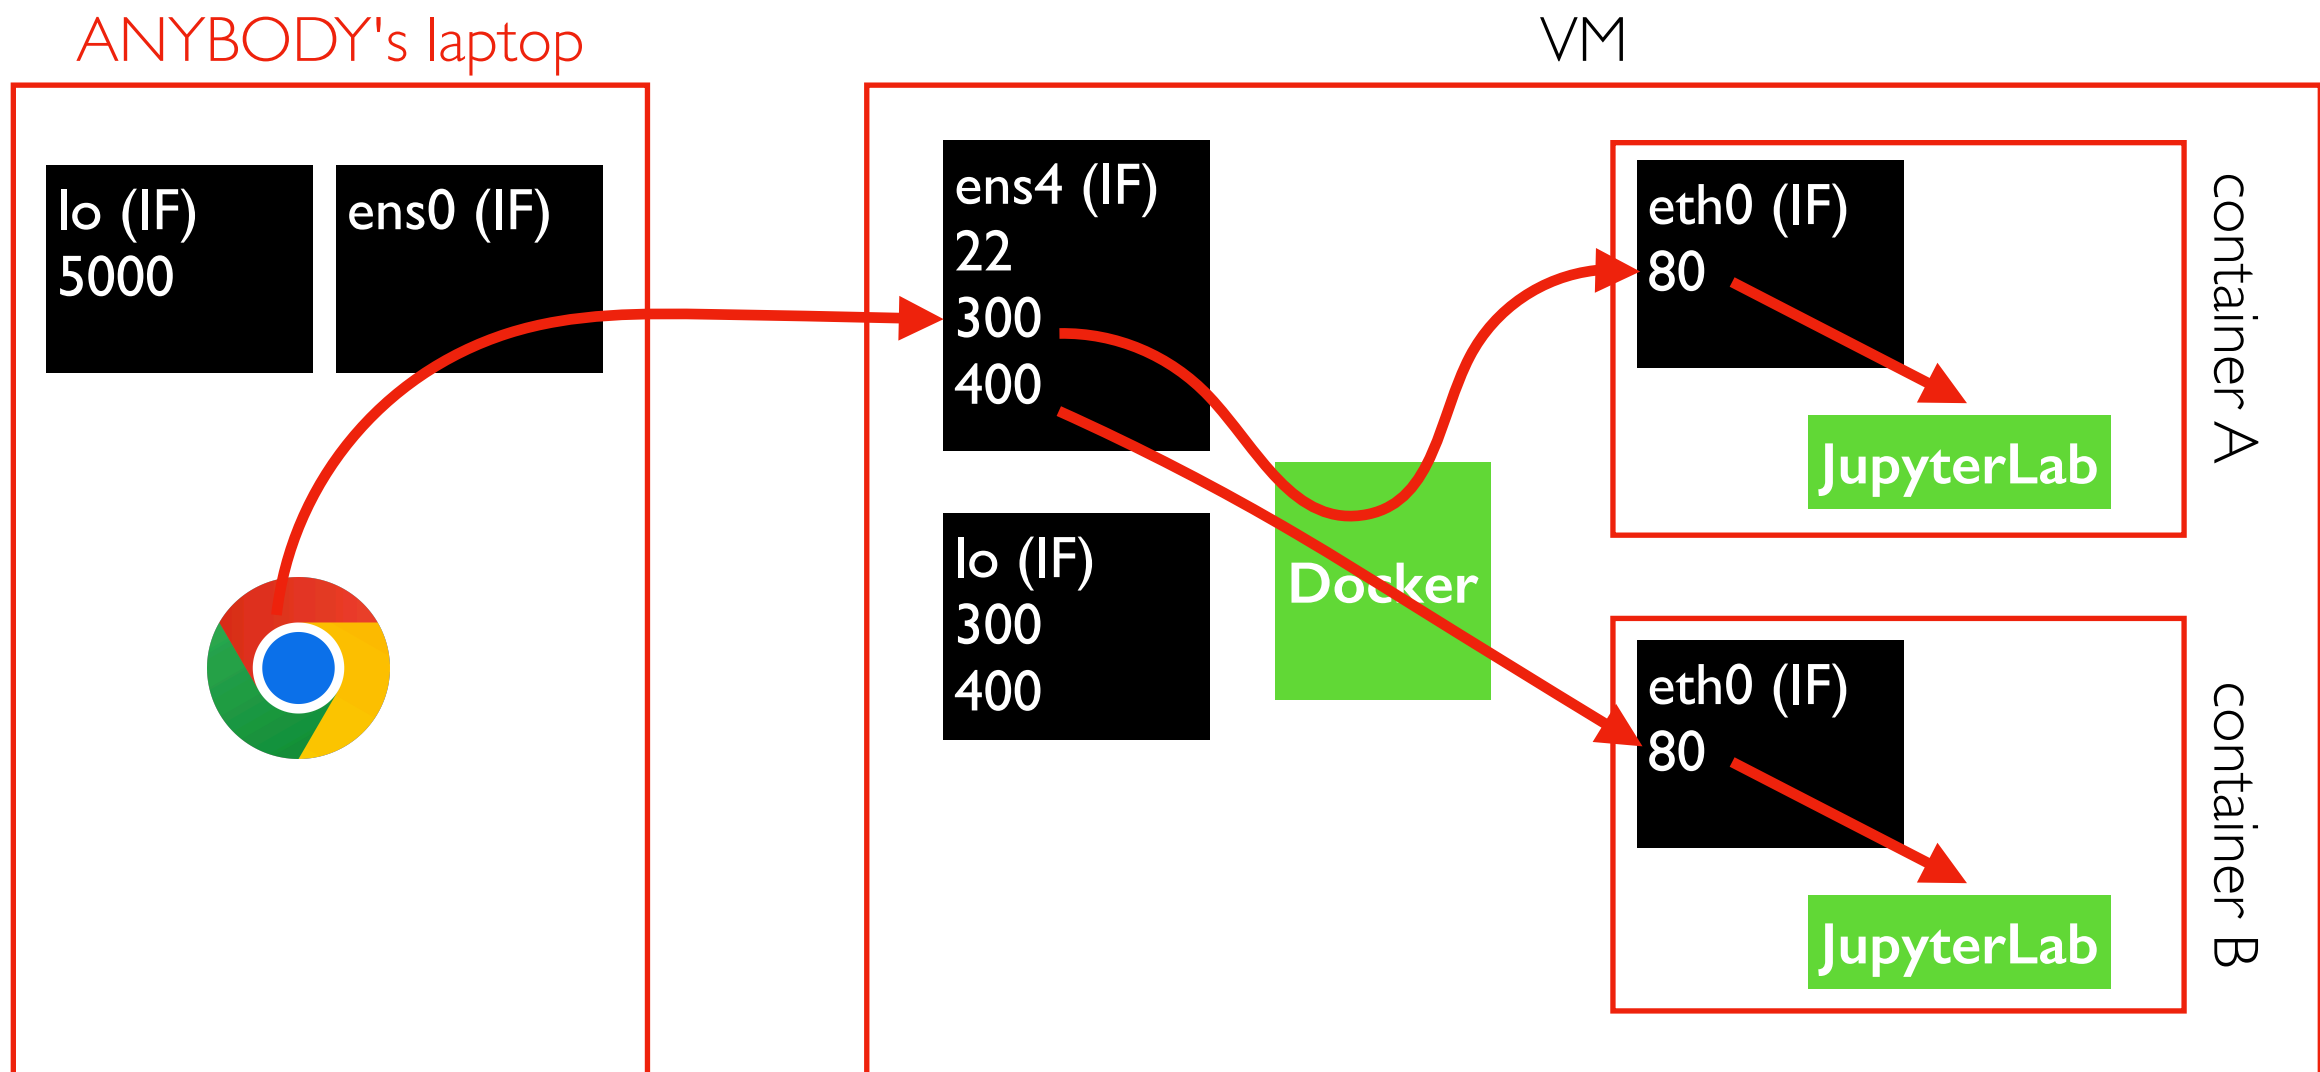 ANYBODY's laptop
lo (IF)
5000
ens0 (IF)
VM
ens4 (IF)
22
300
400
lo (IF)
300
400
Docker
eth0 (IF)
80
JupyterLab
container A
eth0 (IF)
80
JupyterLab
container B